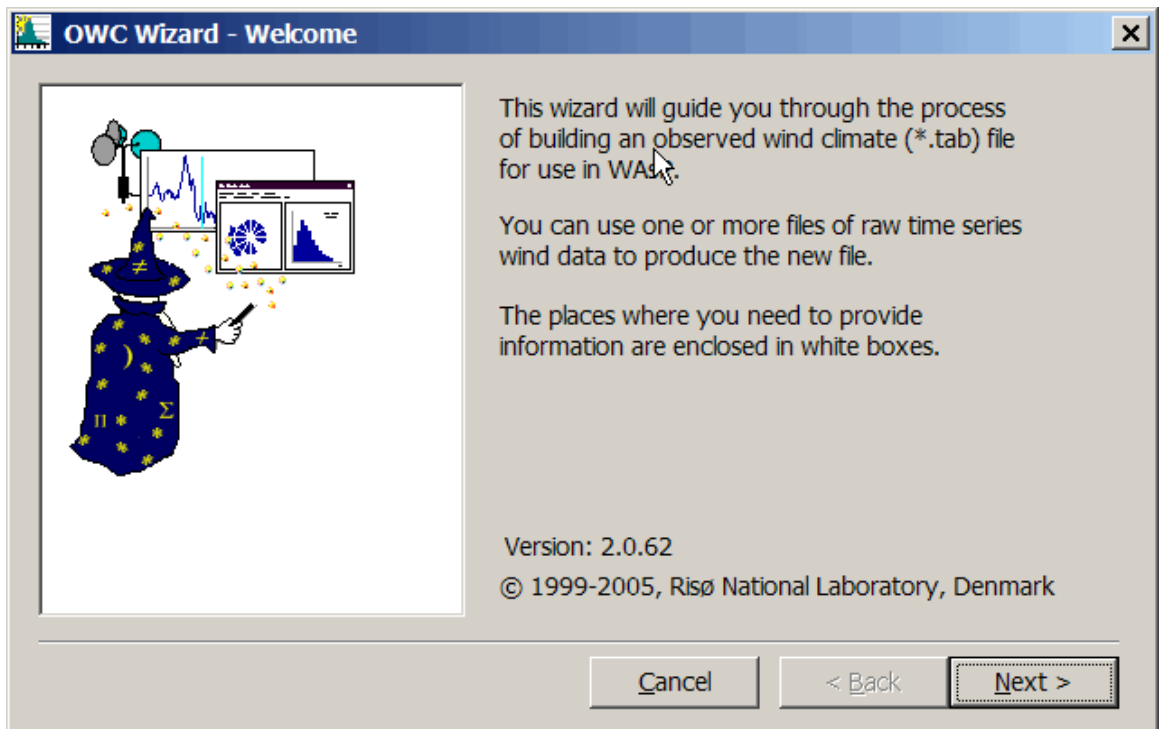 OWC Wizard - Welcome
This wizard will guide you through the process
of building an observed wind climate (*.tab) file
for use in
You can use one or more files of raw time series
wind data to produce the new file.
The places where you need to provide
information are enclosed in white boxes.
≠
≠
Π
Σ
Version: 2.0.62
© 1999-2005, Risø National Laboratory, Denmark
Cancel
< Back
Next >